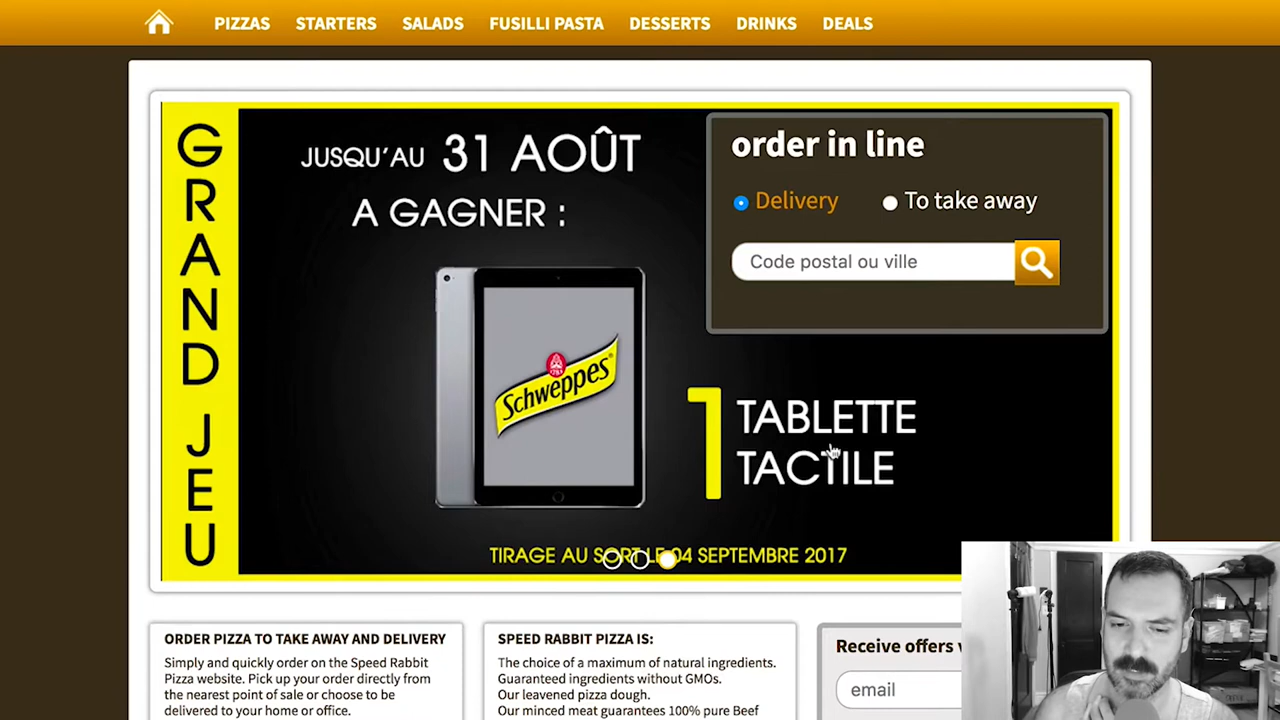 PIZZAS STARTERS SALADS FUSILLI PASTA DESSERTS DRINKS DEALS
GRAND JEU
JUSQU'AU 31 AOÛT
A GAGNER :
Schweppes
1 TABLETTE
TACTILE
TIRAGE AU SORT LE 04 SEPTEMBRE 2017
order in line
Delivery To take away
Code postal ou ville
ORDER PIZZA TO TAKE AWAY AND DELIVERY
Simply and quickly order on the Speed Rabbit
Pizza website. Pick up your order directly from
the nearest point of sale or choose to be
delivered to your home or office.
SPEED RABBIT PIZZA IS:
The choice of a maximum of natural ingredients.
Guaranteed ingredients without GMOs.
Our leavened pizza dough.
Our minced meat guarantees 100% pure Beef
Receive offers
email